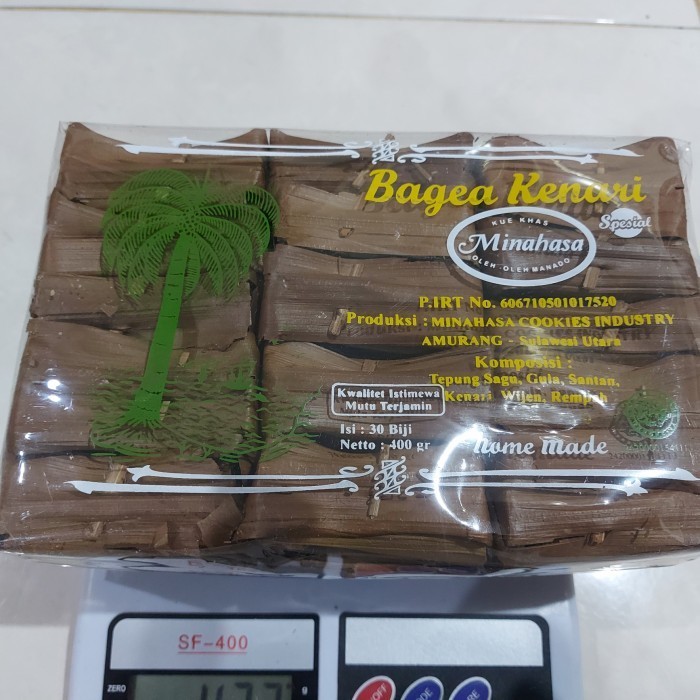 Bagea Kenari
Spesial
KUE KHAS
Minahasa
OLEH-OLEH MANADO
P.IRT No. 606710501017520
Produksi : MINAHASA COOKIES INDUSTRY
AMURANG - Sulawesi Utara
Komposisi :
Tepung Sagu, Gula, Santan,
Kenari, Wijen, Rempah
Kwalitet Istimewa
Mutu Terjamin
Isi : 30 Biji
Netto : 400 gr
Home Made
SF-400
ZERO
g